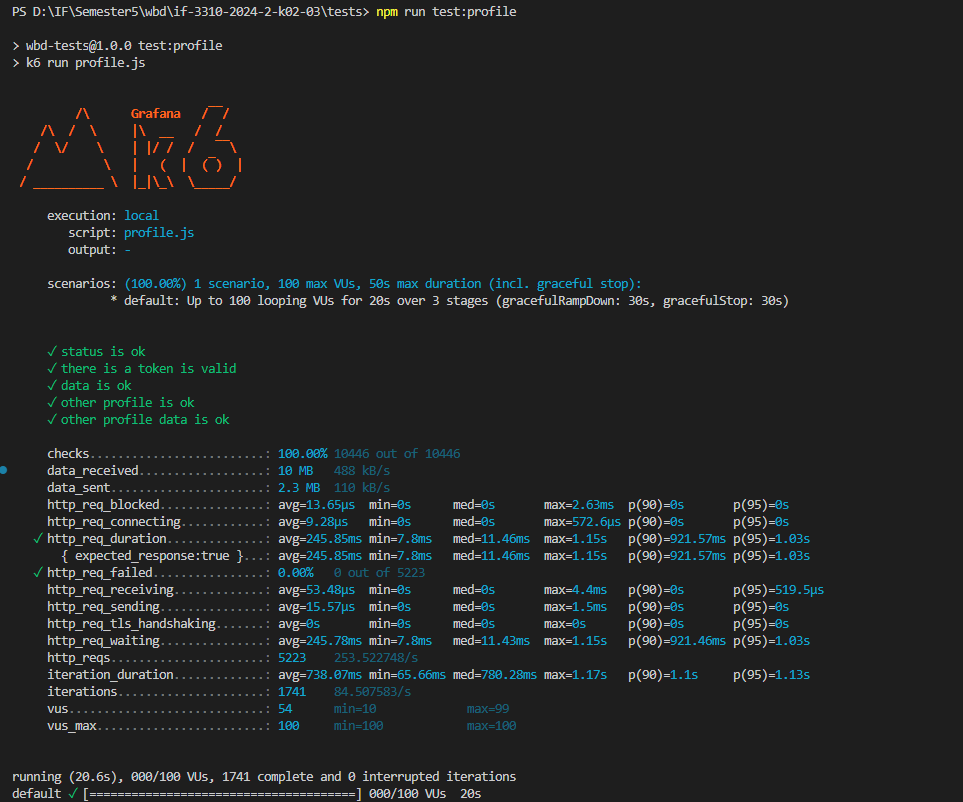 PS D:\IF\Semester5\wbd\if-3310-2024-2-k02-03\tests> npm run test:profile
> wbd-tests@1.0.0 test:profile
> k6 run profile.js
Grafana
execution: local
script: profile.js
output: -
scenarios: (100.00%) 1 scenario, 100 max VUs, 50s max duration (incl. graceful stop):
* default: Up to 100 looping VUs for 20s over 3 stages (gracefulRampDown: 30s, gracefulStop: 30s)
✓ status is ok
✓ there is a token is valid
✓ data is ok
✓ other profile is ok
✓ other profile data is ok
checks.........................: 100.00% 10446 out of 10446
data_received..................: 10 MB 488 kB/s
data_sent......................: 2.3 MB 110 kB/s
http_req_blocked...............: avg=13.65µs min=0s med=0s max=2.63ms p(90)=0s p(95)=0s
http_req_connecting............: avg=9.28µs min=0s med=0s max=572.6µs p(90)=0s p(95)=0s
✓ http_req_duration..............: avg=245.85ms min=7.8ms med=11.46ms max=1.15s p(90)=921.57ms p(95)=1.03s
{ expected_response:true }...: avg=245.85ms min=7.8ms med=11.46ms max=1.15s p(90)=921.57ms p(95)=1.03s
✓ http_req_failed................: 0.00% 0 out of 5223
http_req_receiving.............: avg=53.48µs min=0s med=0s max=4.4ms p(90)=0s p(95)=519.5µs
http_req_sending...............: avg=15.57µs min=0s med=0s max=1.5ms p(90)=0s p(95)=0s
http_req_tls_handshaking.......: avg=0s min=0s med=0s max=0s p(90)=0s p(95)=0s
http_req_waiting...............: avg=245.78ms min=7.8ms med=11.43ms max=1.15s p(90)=921.46ms p(95)=1.03s
http_reqs......................: 5223 253.522748/s
iteration_duration.............: avg=738.07ms min=65.66ms med=780.28ms max=1.17s p(90)=1.1s p(95)=1.13s
iterations.....................: 1741 84.507583/s
vus............................: 54 min=10 max=99
vus_max........................: 100 min=100 max=100
running (20.6s), 000/100 VUs, 1741 complete and 0 interrupted iterations
default ✓ [======================================] 000/100 VUs 20s